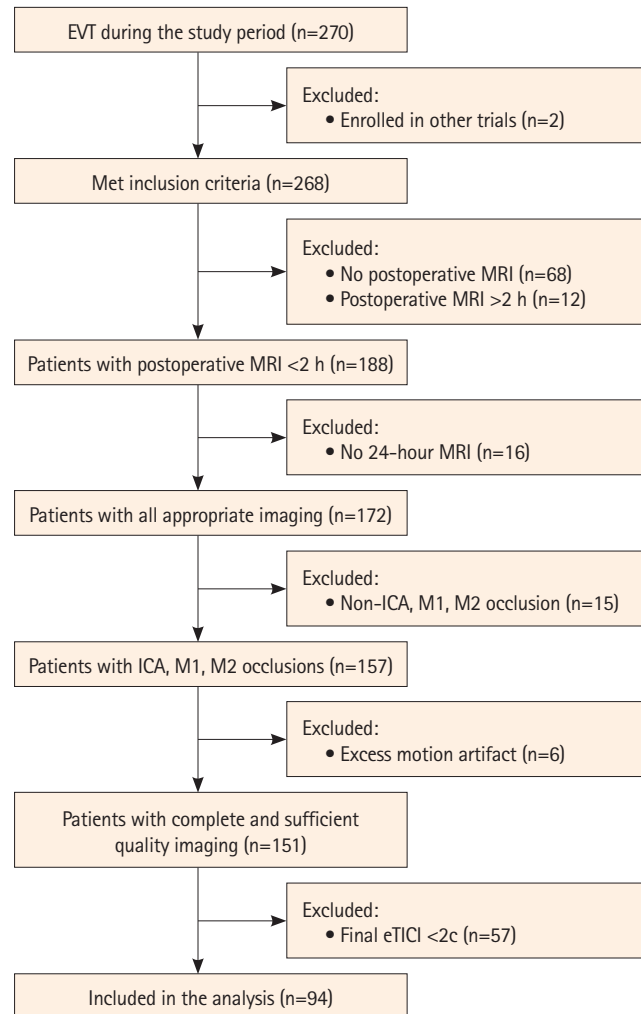 EVT during the study period (n=270)
Excluded:
• Enrolled in other trials (n=2)
Met inclusion criteria (n=268)
Excluded:
• No postoperative MRI (n=68)
• Postoperative MRI >2 h (n=12)
Patients with postoperative MRI <2 h (n=188)
Excluded:
• No 24-hour MRI (n=16)
Patients with all appropriate imaging (n=172)
Excluded:
• Non-ICA, M1, M2 occlusion (n=15)
Patients with ICA, M1, M2 occlusions (n=157)
Excluded:
• Excess motion artifact (n=6)
Patients with complete and sufficient
quality imaging (n=151)
Excluded:
• Final eTICI <2c (n=57)
Included in the analysis (n=94)